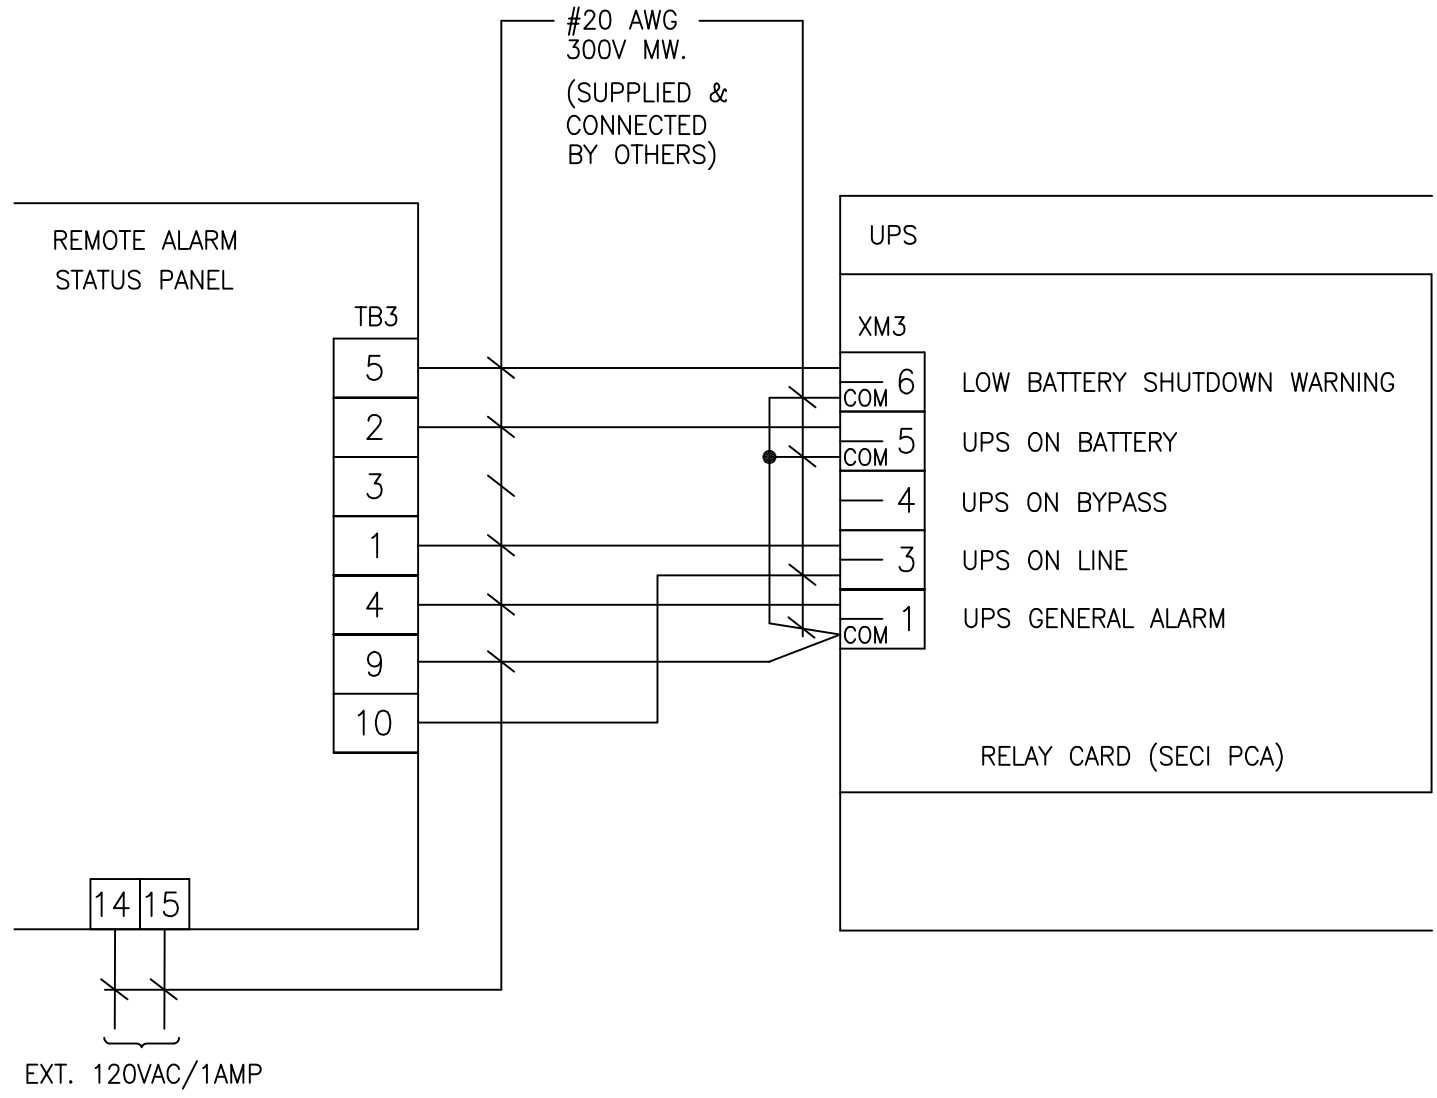 #20 AWG
300V MW.
(SUPPLIED &
CONNECTED
BY OTHERS)
REMOTE ALARM
STATUS PANEL
TB3
5
2
3
1
4
9
10
14 15
EXT. 120VAC/1AMP
UPS
XM3
6 LOW BATTERY SHUTDOWN WARNING
COM
5 UPS ON BATTERY
COM
4 UPS ON BYPASS
3 UPS ON LINE
1 UPS GENERAL ALARM
COM
RELAY CARD (SECI PCA)